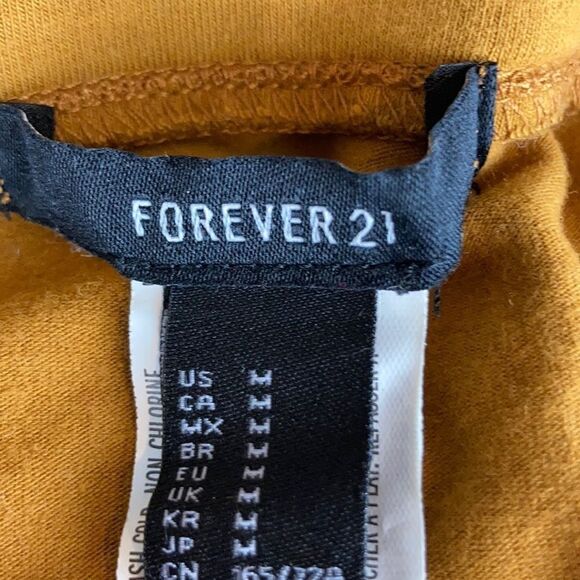 FOREVER 21
US M
CA M
MX M
BR M
EU M
UK M
KR M
JP M
CN
NON CHLORINE